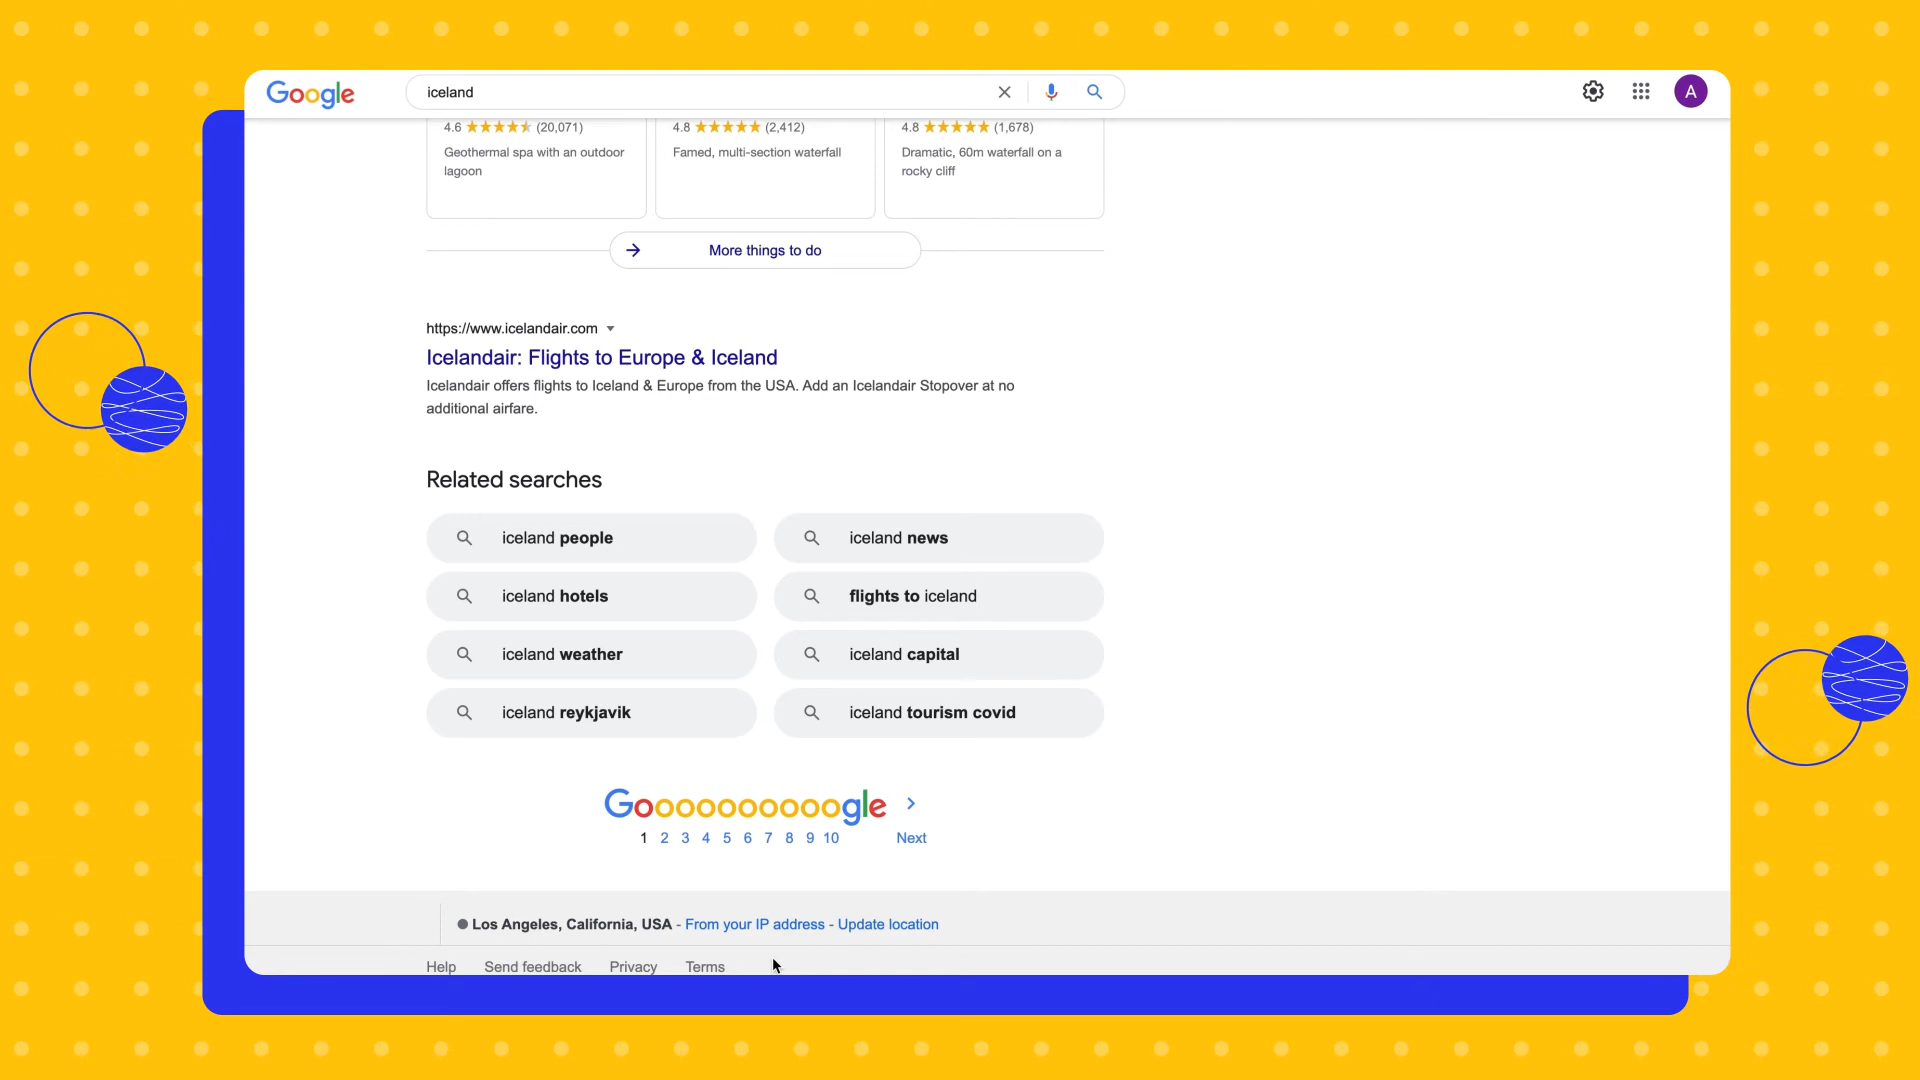 Google
iceland
A
4.6 (20,071)
Geothermal spa with an outdoor
lagoon
4.8 (2,412)
Famed, multi-section waterfall
4.8 (1,678)
Dramatic, 60m waterfall on a
rocky cliff
More things to do
https://www.icelandair.com
Icelandair: Flights to Europe & Iceland
Icelandair offers flights to Iceland & Europe from the USA. Add an Icelandair Stopover at no
additional airfare.
Related searches
iceland people
iceland news
iceland hotels
flights to iceland
iceland weather
iceland capital
iceland reykjavik
iceland tourism covid
Goooooooooogle
1 2 3 4 5 6 7 8 9 10 Next
Los Angeles, California, USA - From your IP address - Update location
Help Send feedback Privacy Terms